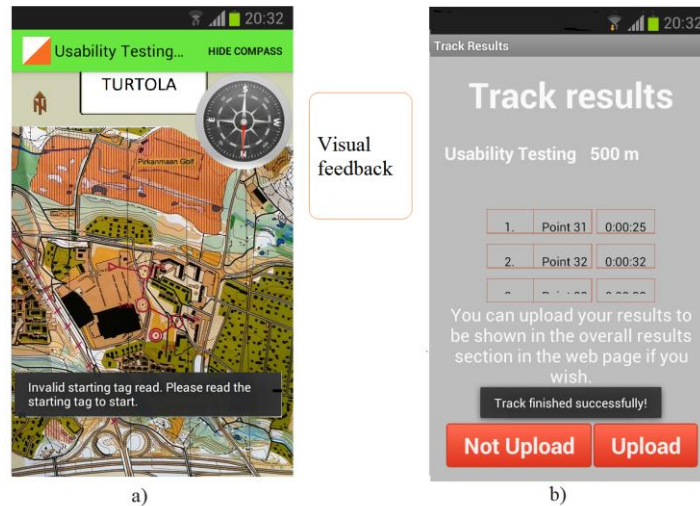 20:32
Usability Testing... HIDE COMPASS
TURTOLA
Pirkanmaan Golf
Invalid starting tag read. Please read the
starting tag to start.
a)
Visual
feedback
20:32
Track Results
Track results
Usability Testing 500 m
1. Point 31 0:00:25
2. Point 32 0:00:32
You can upload your results to
be shown in the overall results
section in the web page if you
wish.
Track finished successfully!
Not Upload Upload
b)